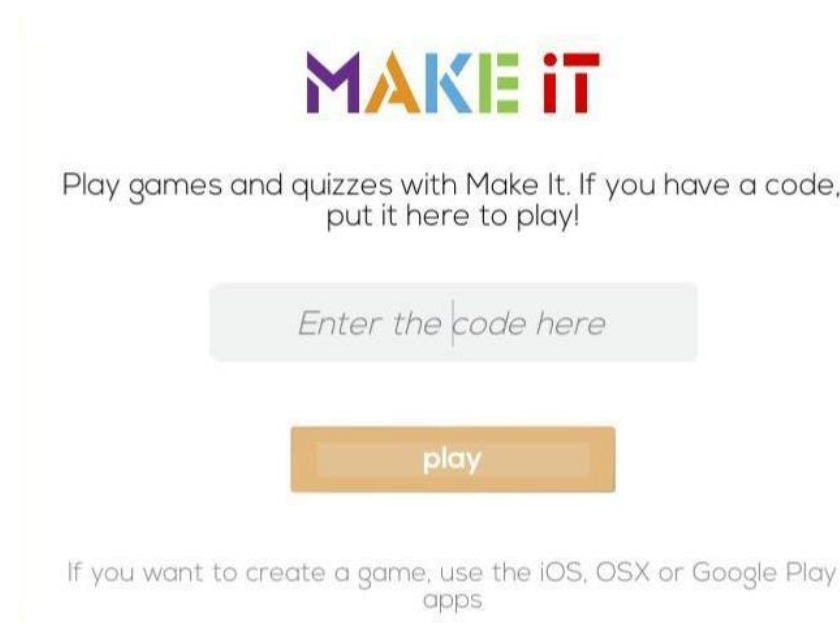 MAKE iT
Play games and quizzes with Make It. If you have a code,
put it here to play!
Enter the code here
play
If you want to create a game, use the iOS, OSX or Google Play
apps